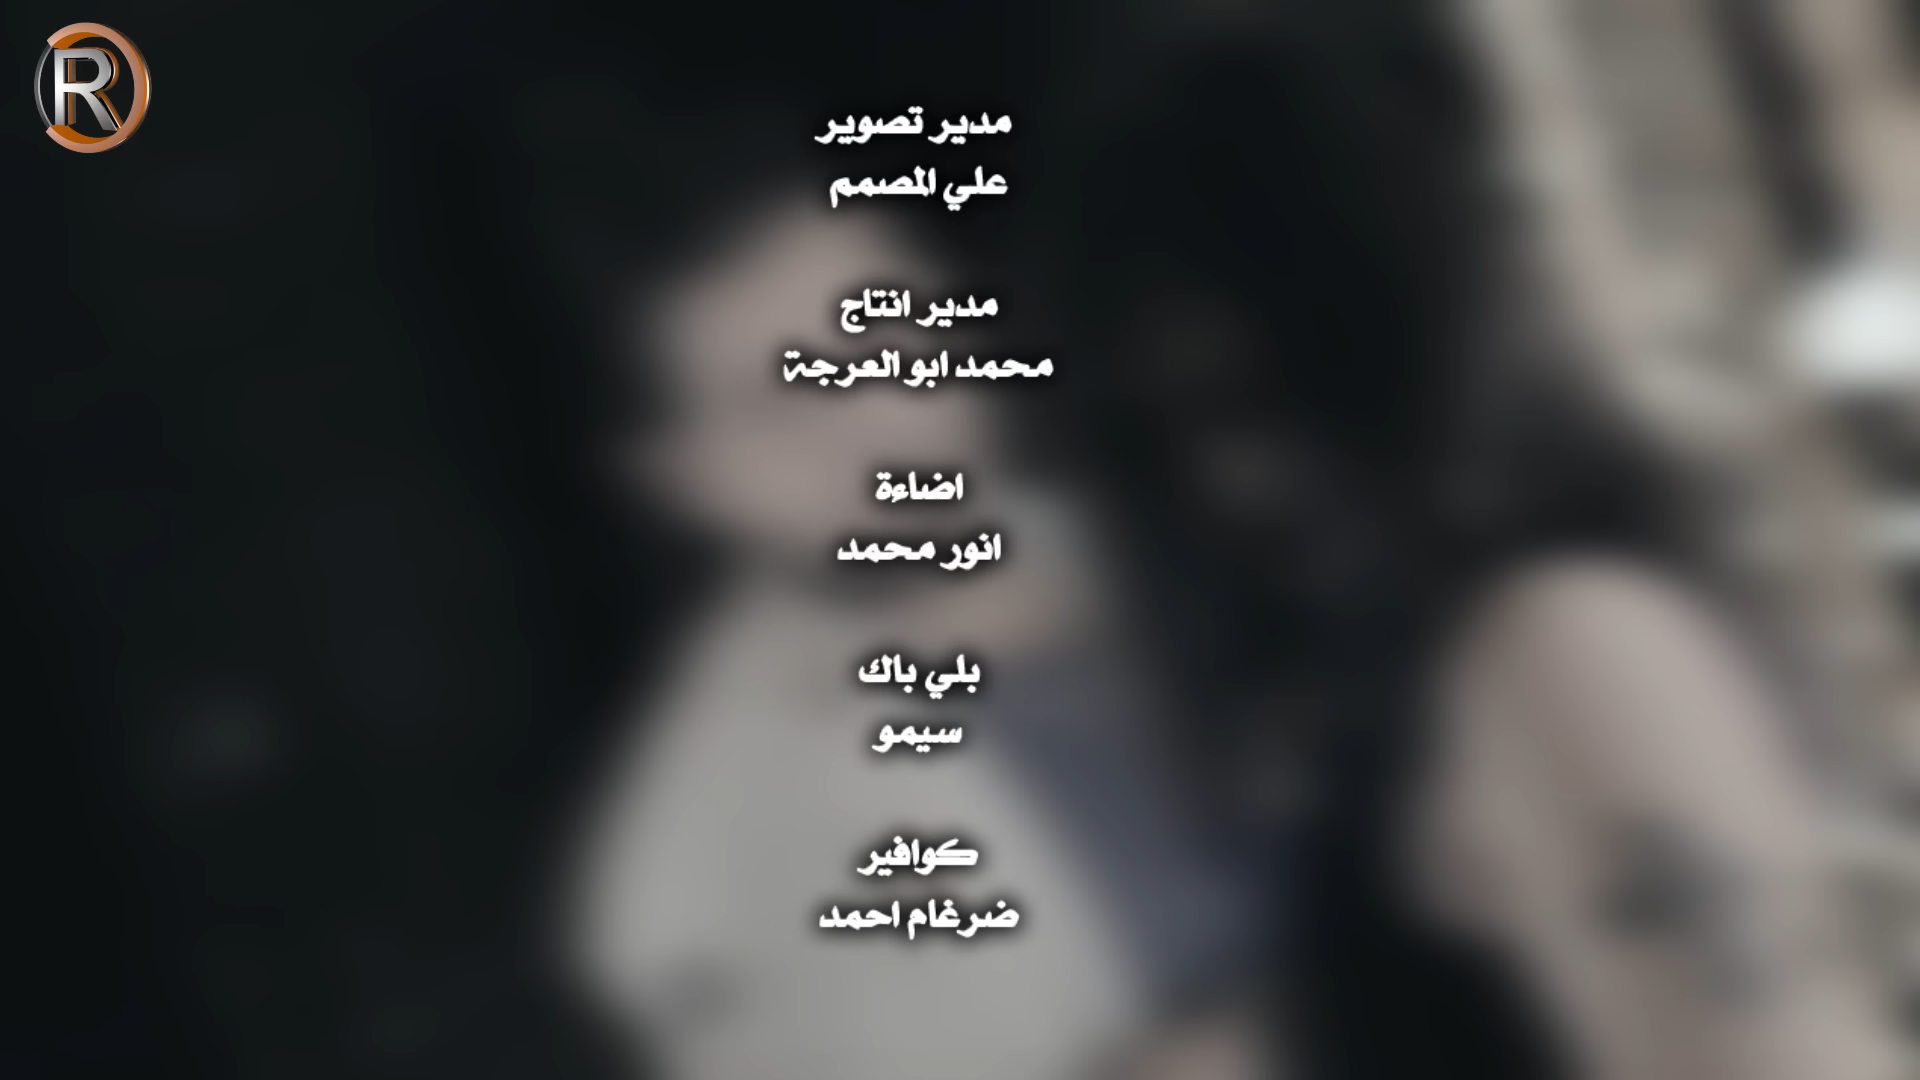 R
مدير تصوير
علي المصمم
مدير انتاج
محمد ابو العرجة
اضاءة
انور محمد
بلي باك
سيمو
كوافير
ضرغام احمد